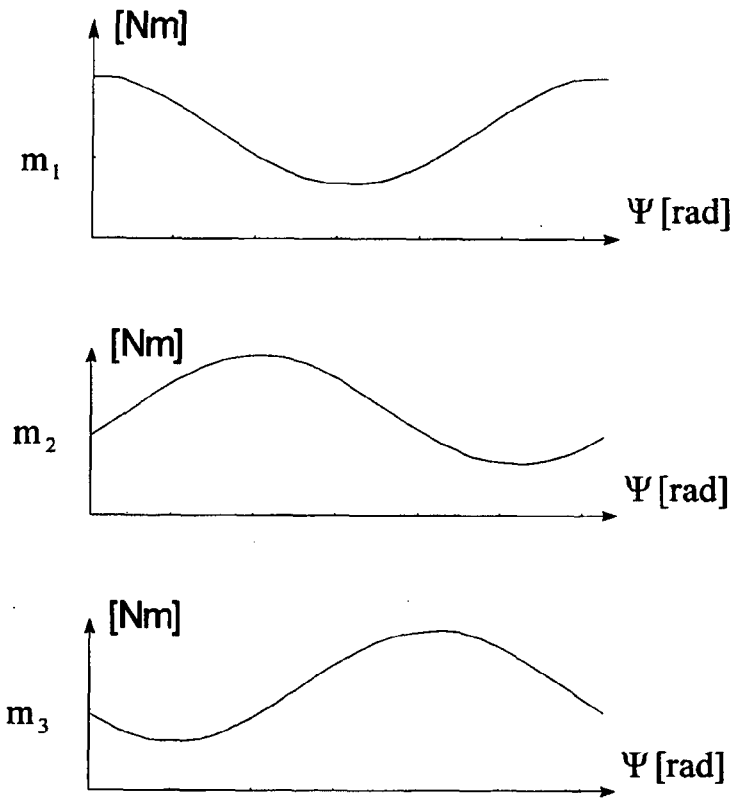 [Nm]
m₁
Ψ [rad]
[Nm]
m₂
Ψ [rad]
[Nm]
m₃
Ψ [rad]